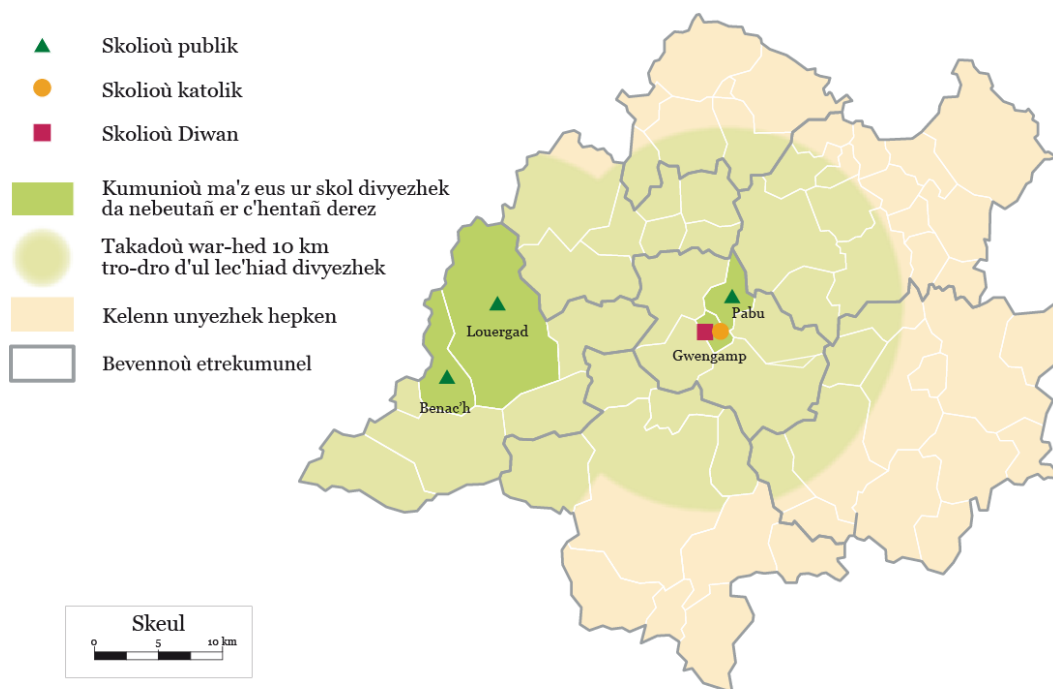 Skolioù publik
Skolioù katolik
Skolioù Diwan
Kumunioù ma'z eus ur skol divyezhek
da nebeutañ er c'hentañ derez
Takadoù war-hed 10 km
tro-dro d'ul lec'hiad divyezhek
Kelenn unyezhek hepken
Bevennoù etrekumunel
Louergad
Benac'h
Pabu
Gwengamp
Skeul
0 5 10 km